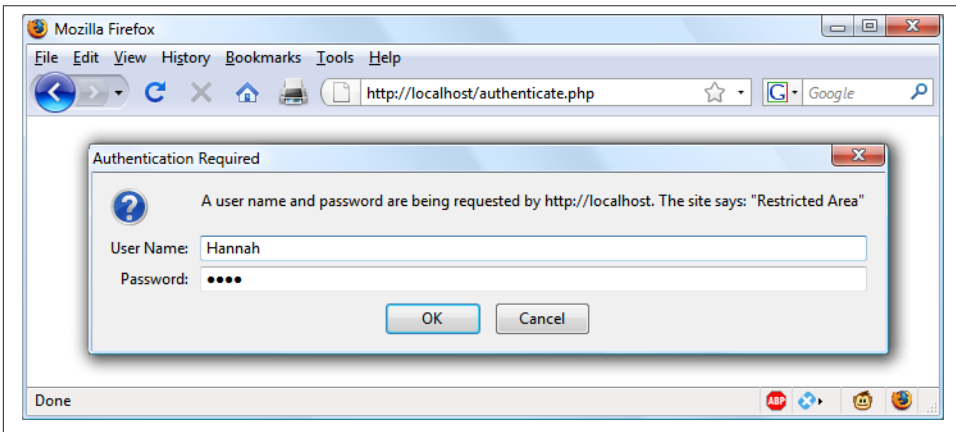 Mozilla Firefox
File Edit View History Bookmarks Tools Help
http://localhost/authenticate.php
G Google
Authentication Required
A user name and password are being requested by http://localhost. The site says: "Restricted Area"
User Name: Hannah
Password: ••••
OK Cancel
Done
ABP